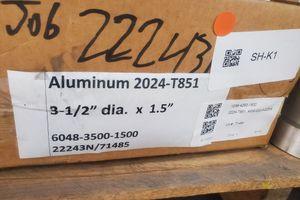 Job 22243
SH-K1
Aluminum 2024-T851
3-1/2” dia. x 1.5”
6048-3500-1500
22243N/71485